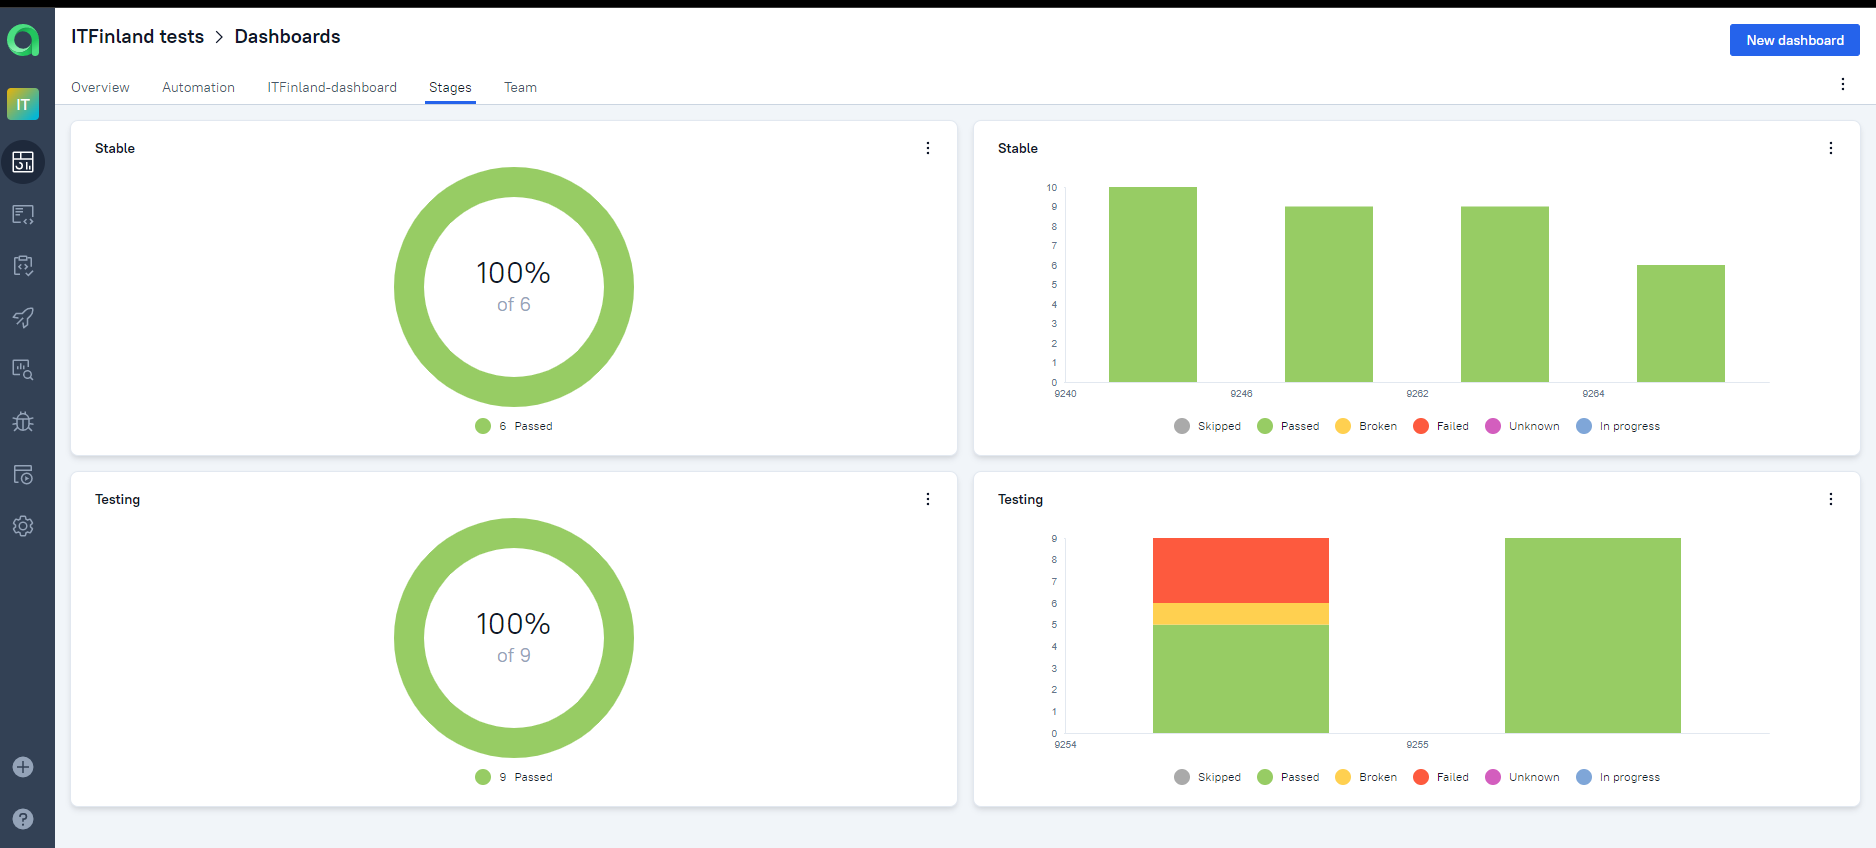 ITFinland tests > Dashboards
New dashboard
Overview Automation ITFinland-dashboard Stages Team
IT
Stable
100%
of 6
6 Passed
Stable
10
9
8
7
6
5
4
3
2
1
0
9240 9246 9262 9264
Skipped Passed Broken Failed Unknown In progress
Testing
100%
of 9
9 Passed
Testing
9
8
7
6
5
4
3
2
1
0
9254 9255
Skipped Passed Broken Failed Unknown In progress